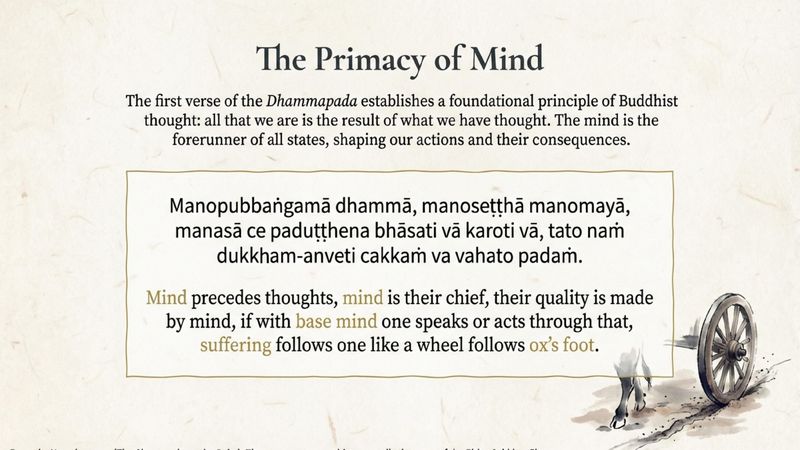 The Primacy of Mind
The first verse of the Dhammapada establishes a foundational principle of Buddhist
thought: all that we are is the result of what we have thought. The mind is the
forerunner of all states, shaping our actions and their consequences.
Manopubbaṅgamā dhammā, manoseṭṭhā manomayā,
manasā ce paduṭṭhena bhāsati vā karoti vā, tato naṁ
dukkham-anveti cakkaṁ va vahato padaṁ.
Mind precedes thoughts, mind is their chief, their quality is made
by mind, if with base mind one speaks or acts through that,
suffering follows one like a wheel follows ox’s foot.